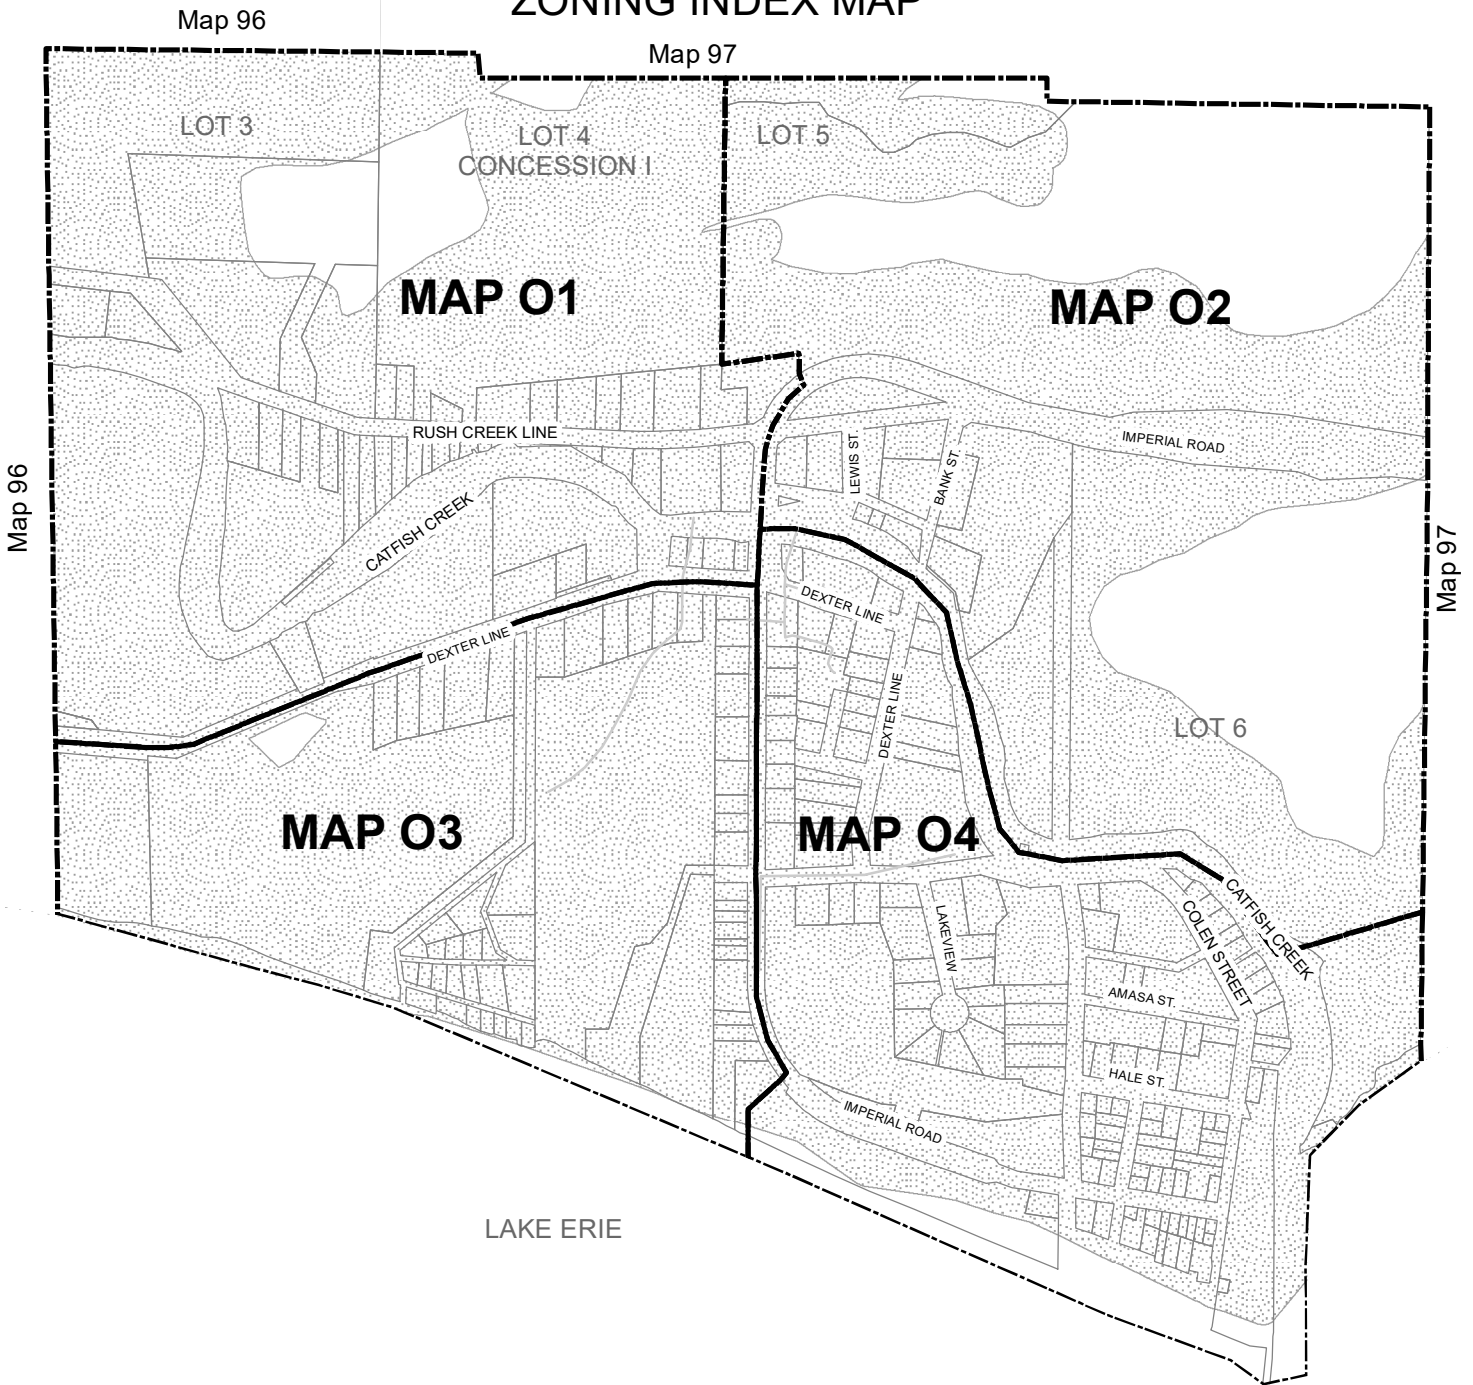 ZONING INDEX MAP
Map 96
Map 97
LOT 3
LOT 4
CONCESSION I
LOT 5
MAP O1
MAP O2
RUSH CREEK LINE
IMPERIAL ROAD
LEWIS ST
BANK ST
Map 96
CATFISH CREEK
Map 97
DEXTER LINE
DEXTER LINE
DEXTER LINE
LOT 6
MAP O3
MAP O4
CATFISH CREEK
COLEN STREET
LAKEVIEW
AMASA ST.
HALE ST.
IMPERIAL ROAD
LAKE ERIE